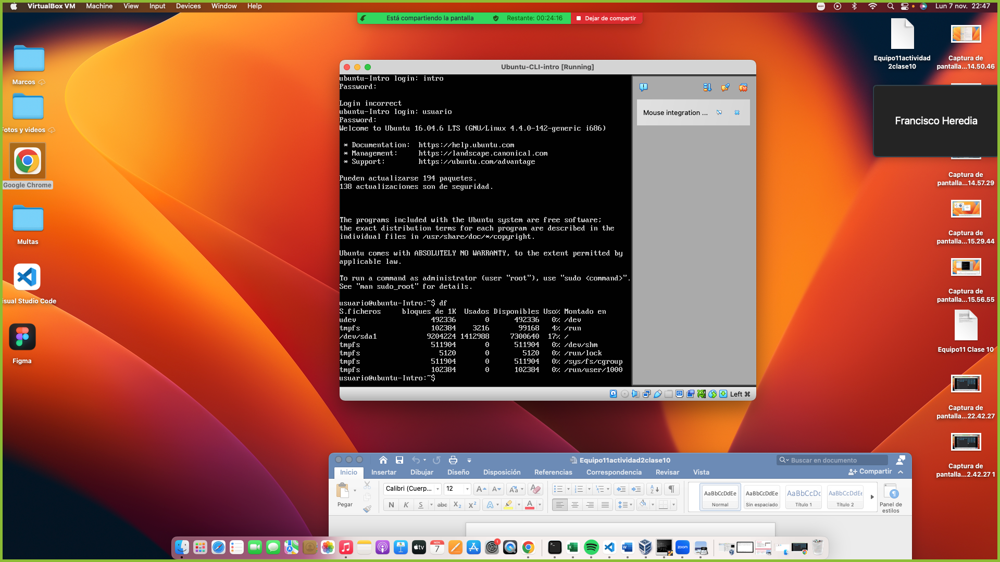 VirtualBox VM Machine View Input Devices Window Help
Lun 7 nov. 22:47
Está compartiendo la pantalla Restante: 00:24:16 Dejar de compartir
Marcos
Fotos y videos
Google Chrome
Multas
isual Studio Code
Figma
Ubuntu-CLI-intro [Running]
ubuntu-Intro login: intro
Password:
Login incorrect
ubuntu-Intro login: usuario
Password:
Welcome to Ubuntu 16.04.6 LTS (GNU/Linux 4.4.0-142-generic i686)
* Documentation: https://help.ubuntu.com
* Management: https://landscape.canonical.com
* Support: https://ubuntu.com/advantage
Pueden actualizarse 194 paquetes.
138 actualizaciones son de seguridad.
The programs included with the Ubuntu system are free software;
the exact distribution terms for each program are described in the
individual files in /usr/share/doc/*/copyright.
Ubuntu comes with ABSOLUTELY NO WARRANTY, to the extent permitted by
applicable law.
To run a command as administrator (user "root"), use "sudo <command>".
See "man sudo_root" for details.
usuario@ubuntu-Intro:~$ df
S.ficheros bloques de 1K Usados Disponibles Uso% Montado en
udev 492336 0 492336 0% /dev
tmpfs 102384 3216 99168 4% /run
/dev/sda1 9204224 1412988 7300640 17% /
tmpfs 511904 0 511904 0% /dev/shm
tmpfs 5120 0 5120 0% /run/lock
tmpfs 511904 0 511904 0% /sys/fs/cgroup
tmpfs 102384 0 102384 0% /run/user/1000
usuario@ubuntu-Intro:~$
Mouse integration ...
Left ⌘
Equipo11actividad
2clase10
Captura de
pantalla...14.50.46
Francisco Heredia
Captura de
pantalla...14.57.29
Captura de
pantalla...15.29.44
Captura de
pantalla...15.56.55
Equipo11 Clase 10
Captura de
pantalla...22.42.27
Captura de
pantalla...2.42.27 1
Equipo11actividad2clase10
Buscar en documento
Inicio Insertar Dibujar Diseño Disposición Referencias Correspondencia Revisar Vista
Compartir
Pegar
Calibri (Cuerp... 12
N K S abc X2 X2 A A
AaBbCcDdEe AaBbCcDdEe AaBbCcDc AaBbCcDdEe
Normal Sin espaciado Título 1 Título 2
Panel de
estilos
tv
NOV
7
1
zoom